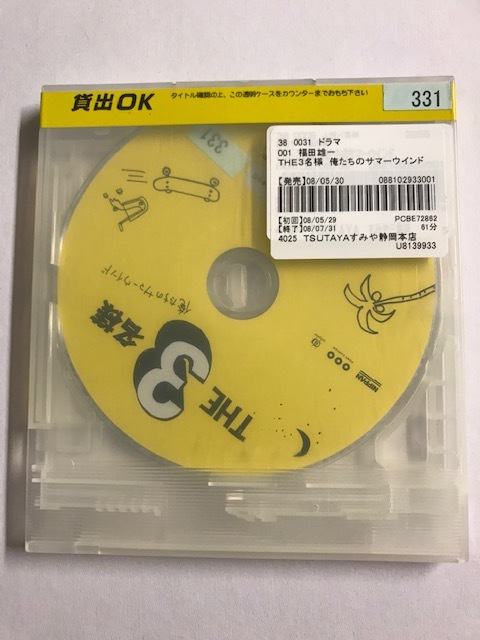 貸出OK
タイトル確認の上、この透明ケースをカウンターまでおもち下さい
331
38 0031 ドラマ
001 福田雄一
THE3名様 俺たちのサマーウインド
【発売】08/05/30
088102933001
【初回】08/05/29
PCBE72862
【終了】08/07/31
61分
4025 TSUTAYAすみや静岡本店
U8139933
331
俺たちのサマーウインド
THE 3 名様
NIPPAN